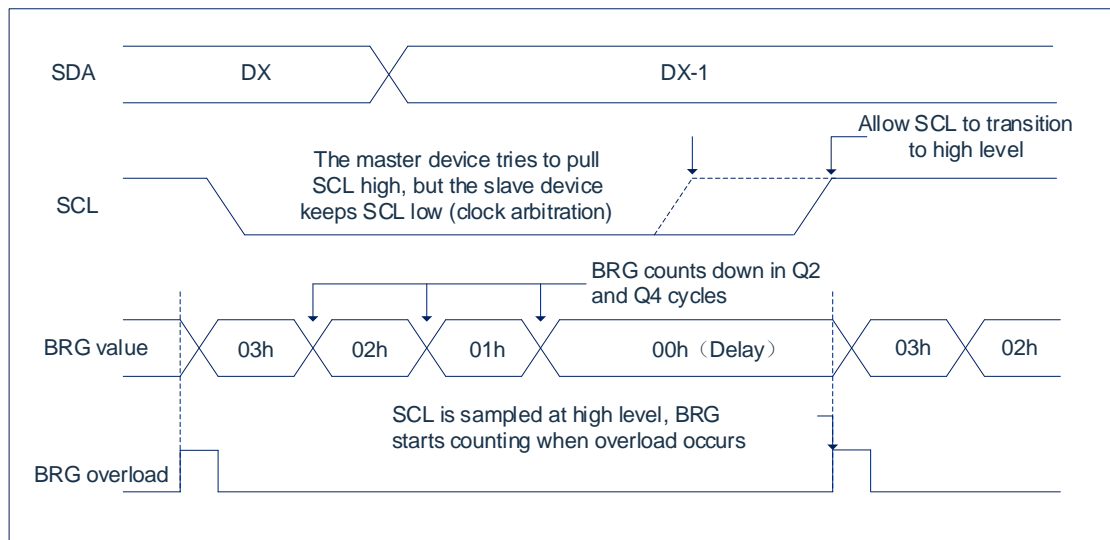 SDA
DX
DX-1
Allow SCL to transition
to high level
The master device tries to pull
SCL high, but the slave device
keeps SCL low (clock arbitration)
SCL
BRG counts down in Q2
and Q4 cycles
BRG value
03h
02h
01h
00h（Delay）
03h
02h
SCL is sampled at high level, BRG
starts counting when overload occurs
BRG overload